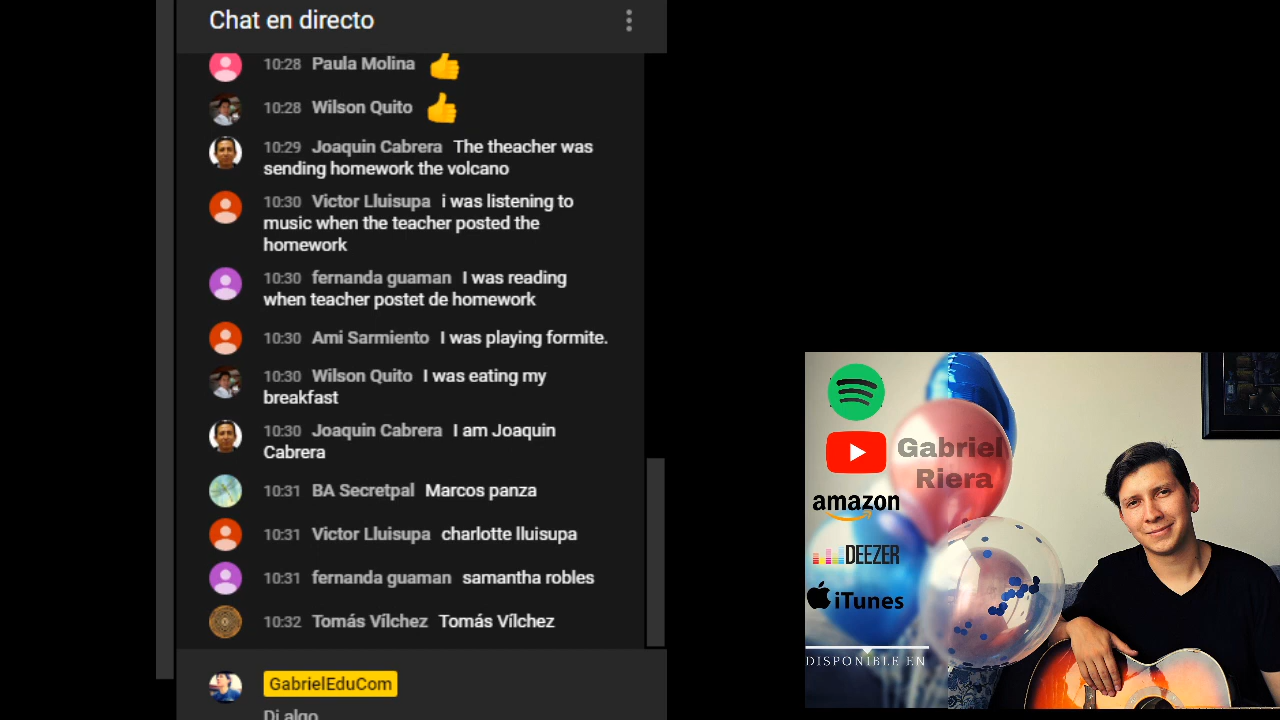 Chat en directo
10:28 Paula Molina
10:28 Wilson Quito
10:29 Joaquin Cabrera The theacher was
sending homework the volcano
10:30 Victor Lluisupa i was listening to
music when the teacher posted the
homework
10:30 fernanda guaman I was reading
when teacher postet de homework
10:30 Ami Sarmiento I was playing formite.
10:30 Wilson Quito I was eating my
breakfast
10:30 Joaquin Cabrera I am Joaquin
Cabrera
10:31 BA Secretpal Marcos panza
10:31 Victor Lluisupa charlotte lluisupa
10:31 fernanda guaman samantha robles
10:32 Tomás Vílchez Tomás Vílchez
GabrielEduCom
Di algo
Gabriel
Riera
amazon
DEEZER
iTunes
DISPONIBLE EN